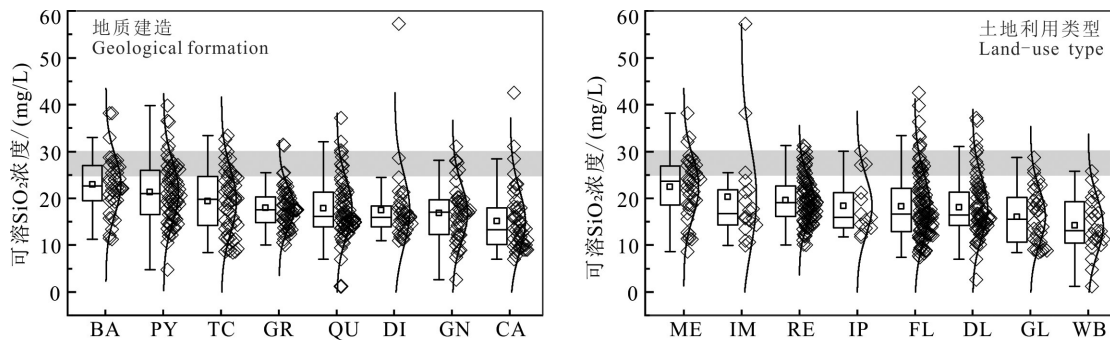 地质建造
Geological formation
可溶SiO₂浓度/(mg/L)
60
50
40
30
20
10
0
BA PY TC GR QU DI GN CA
土地利用类型
Land-use type
可溶SiO₂浓度/(mg/L)
60
50
40
30
20
10
0
ME IM RE IP FL DL GL WB